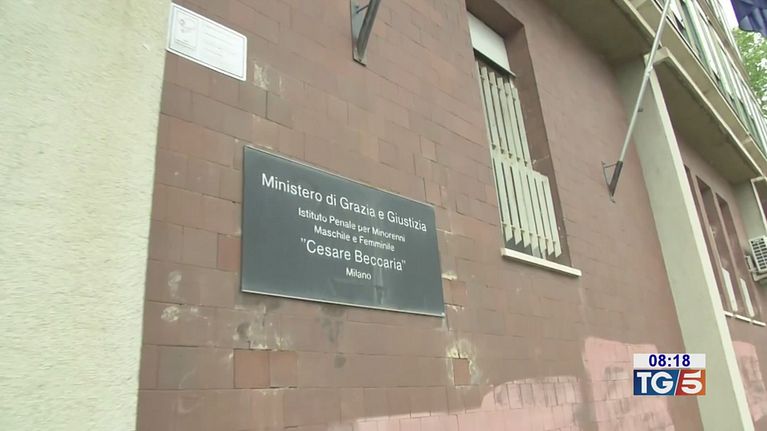 Ministero di Grazia e Giustizia
Istituto Penale per Minorenni
Maschile e Femminile
"Cesare Beccaria"
Milano
08:18
TG5